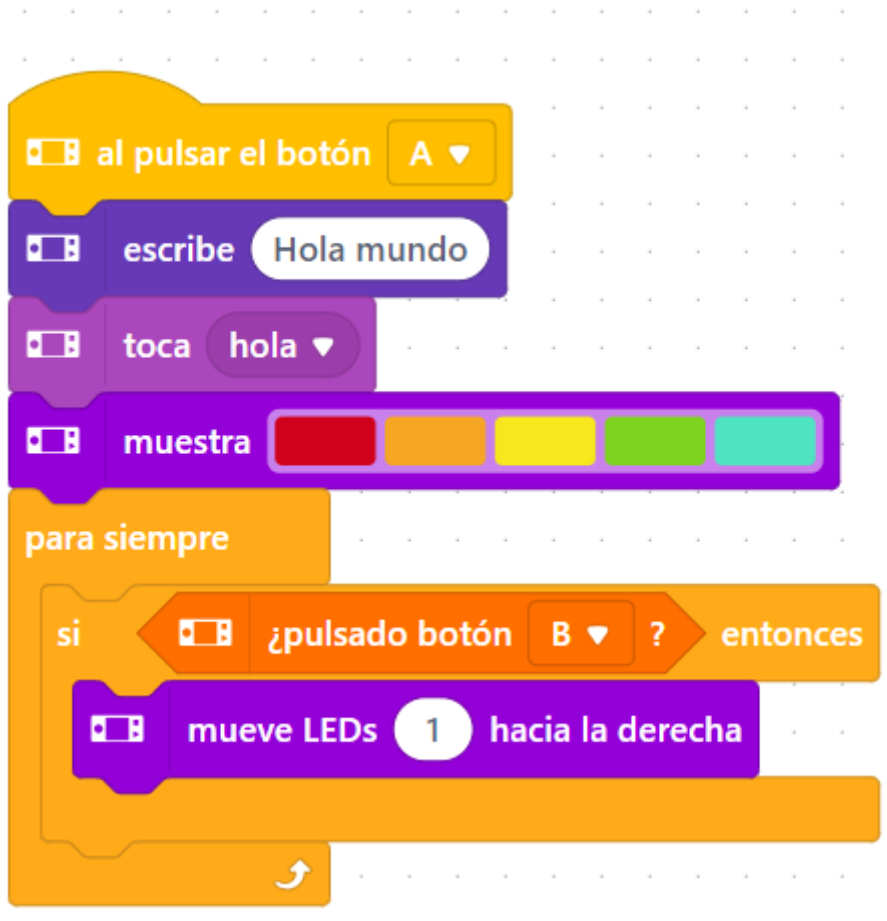 al pulsar el botón A
escribe Hola mundo
toca hola
muestra
para siempre
si ¿pulsado botón B ? entonces
mueve LEDs 1 hacia la derecha